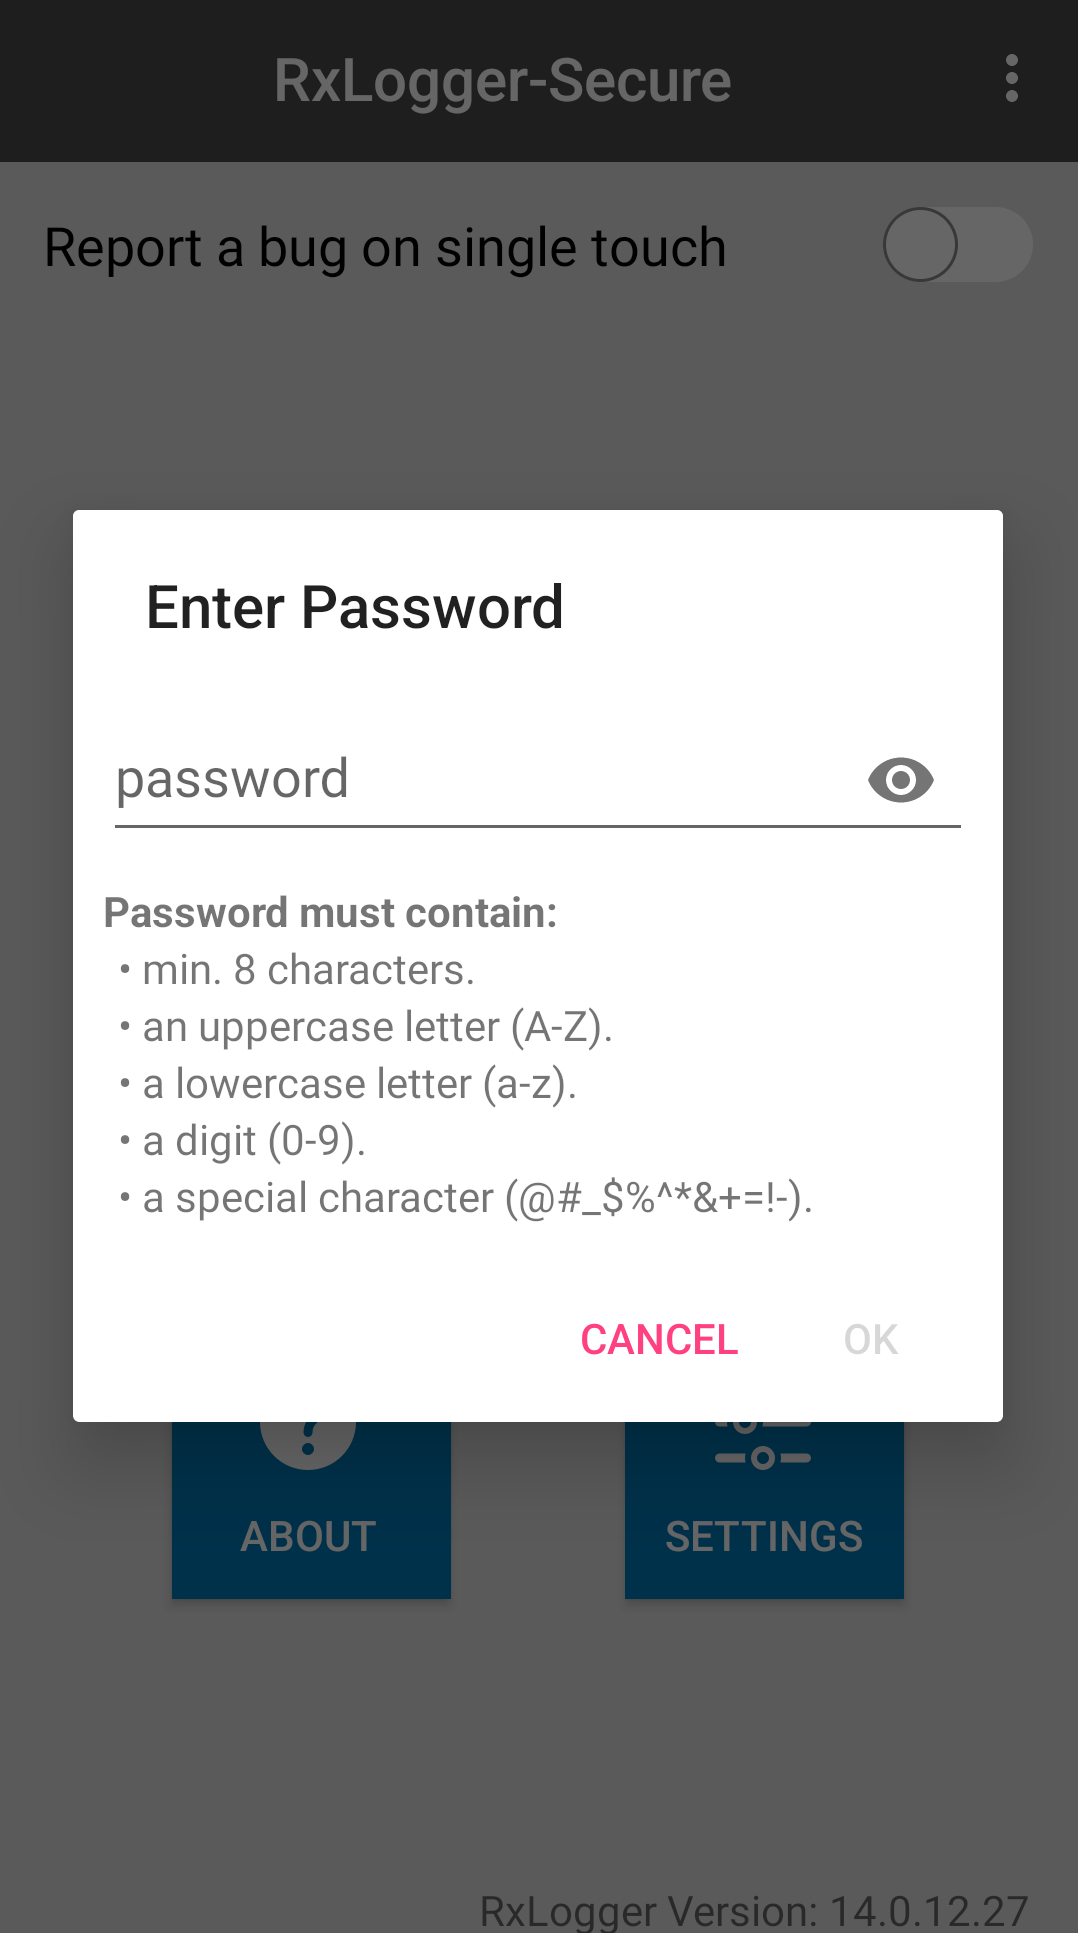 RxLogger-Secure
Report a bug on single touch
Enter Password
password
Password must contain:
• min. 8 characters.
• an uppercase letter (A-Z).
• a lowercase letter (a-z).
• a digit (0-9).
• a special character (@#_$%^*&+=!-).
CANCEL OK
ABOUT SETTINGS
RxLogger Version: 14.0.12.27